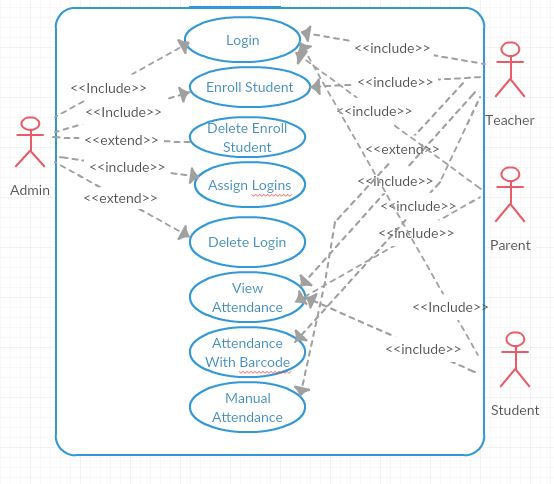 Login
<<include>>
<<Include>>
Enroll Student
<<include>>
<<Include>>
<<include>>
Teacher
Delete Enroll
Student
<<extend>>
<<extend>>
<<include>>
Assign Logins
<<include>>
Admin
<<extend>>
<<include>>
Delete Login
<<include>>
Parent
View
Attendance
<<Include>>
Attendance
With Barcode
<<include>>
Manual
Attendance
Student